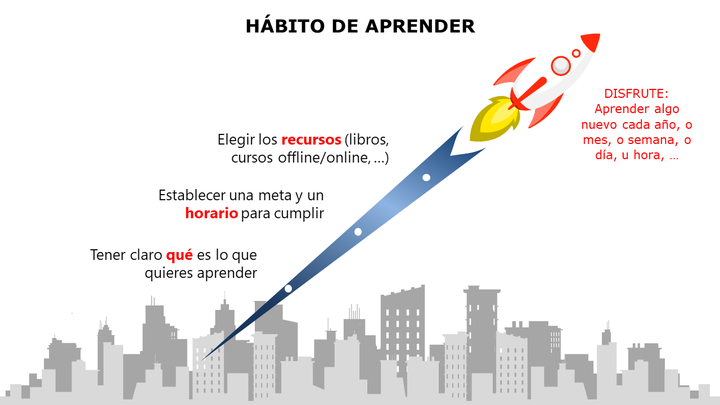 HÁBITO DE APRENDER
DISFRUTE:
Aprender algo
nuevo cada año, o
mes, o semana, o
día, u hora, ...
Elegir los recursos (libros,
cursos offline/online, ...)
Establecer una meta y un
horario para cumplir
Tener claro qué es lo que
quieres aprender